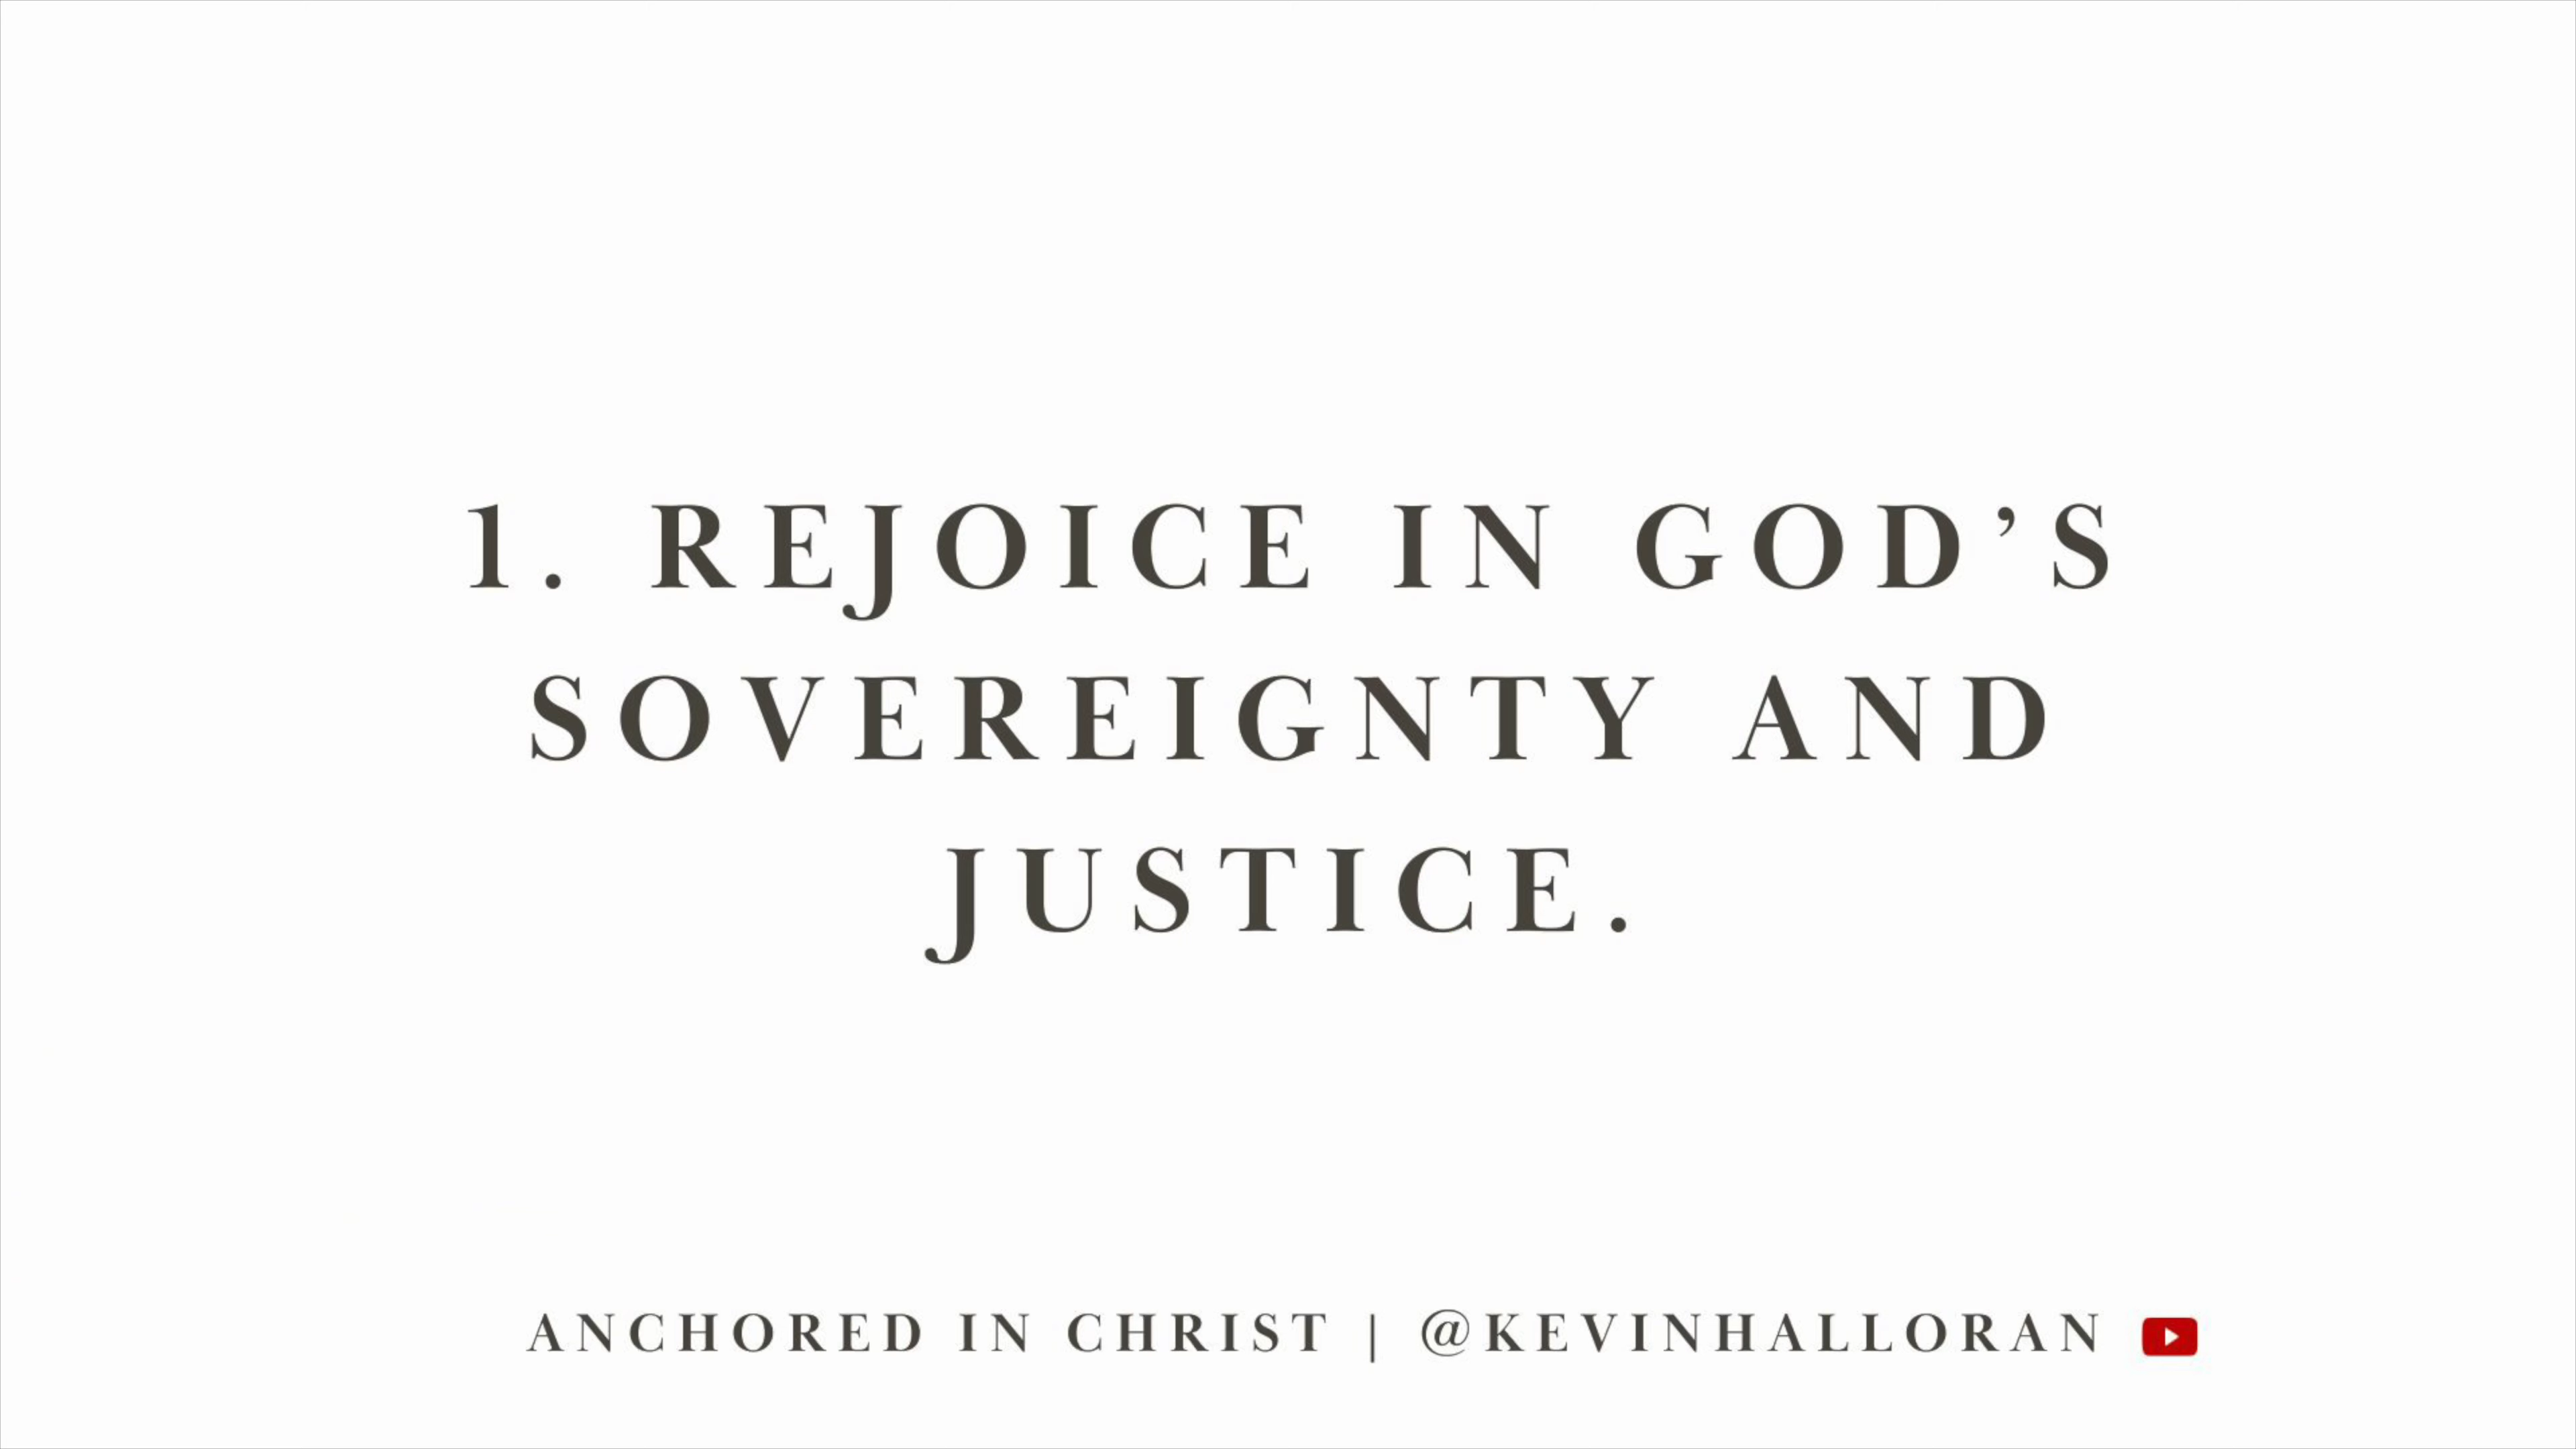 1. REJOICE IN GOD’S
SOVEREIGNTY AND
JUSTICE.
ANCHORED IN CHRIST | @KEVINHALLORAN